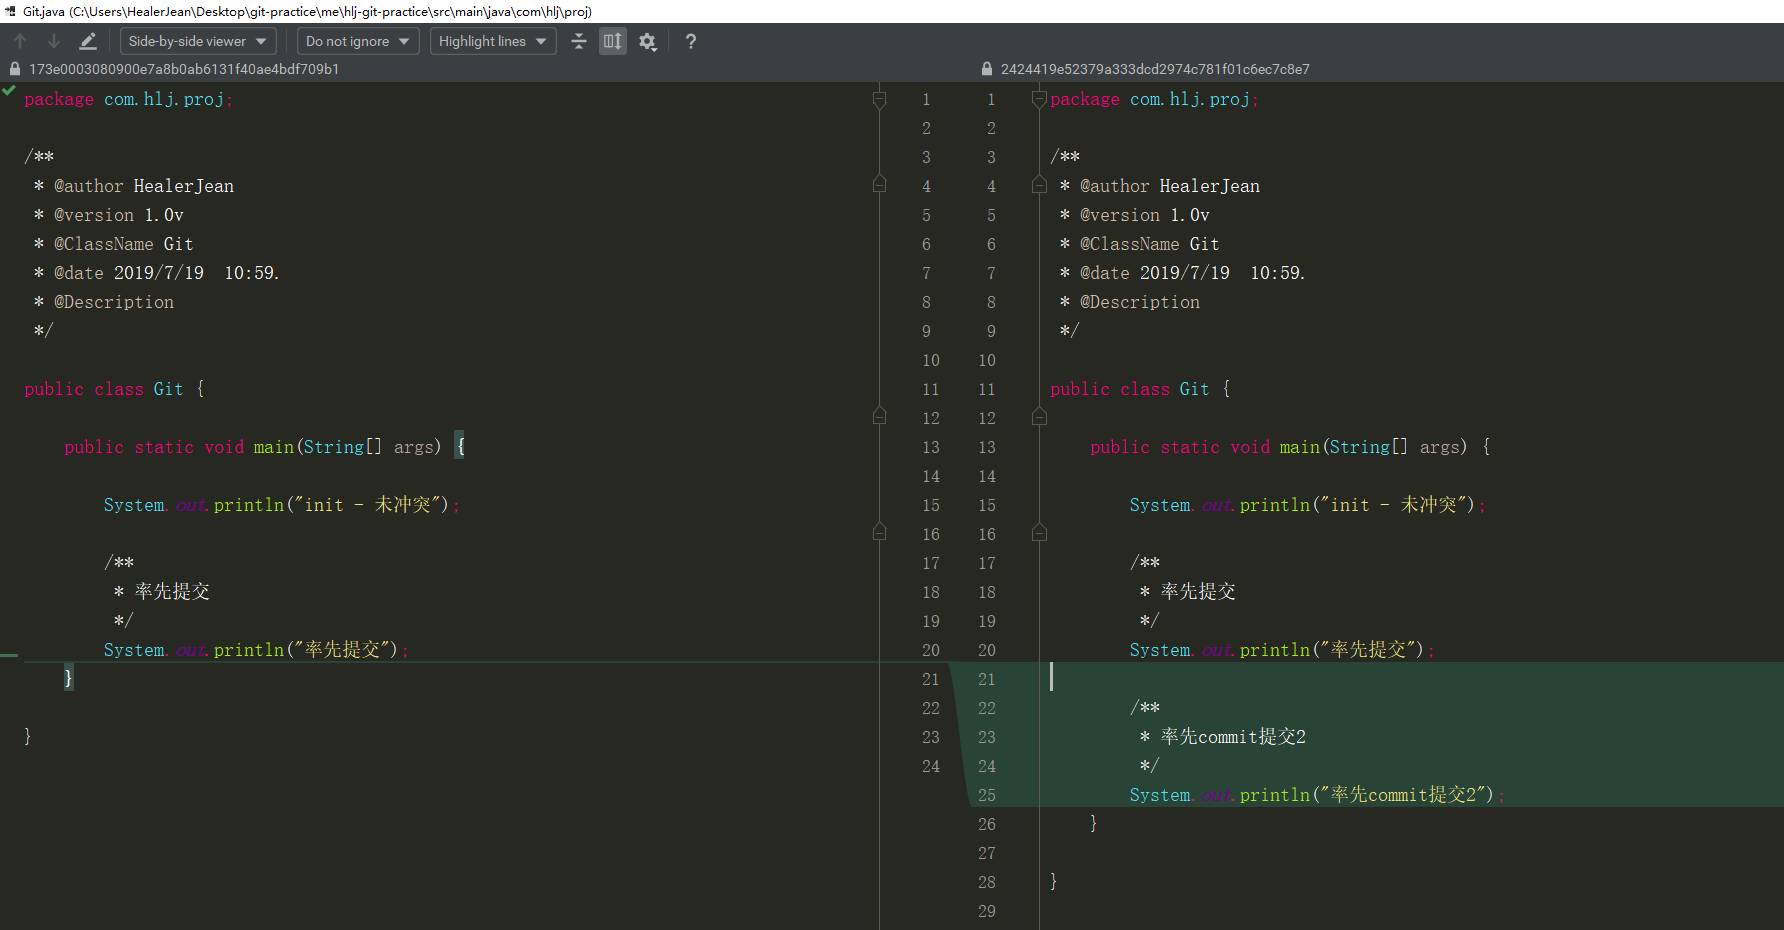 Git.java (C:\Users\HealerJean\Desktop\git-practice\me\hlj-git-practice\src\main\java\com\hlj\proj)
Side-by-side viewer Do not ignore Highlight lines ?
173e0003080900e7a8b0ab6131f40ae4bdf709b1
2424419e52379a333dcd2974c781f01c6ec7c8e7
package com.hlj.proj; 1
2
/** 3
* @author HealerJean 4
* @version 1.0v 5
* @ClassName Git 6
* @date 2019/7/19 10:59. 7
* @Description 8
*/ 9
10
public class Git { 11
12
public static void main(String[] args) { 13
14
System.out.println("init - 未冲突"); 15
16
/** 17
* 率先提交 18
*/ 19
System.out.println("率先提交"); 20
} 21
22
} 23
24
1 package com.hlj.proj;
2
3 /**
4 * @author HealerJean
5 * @version 1.0v
6 * @ClassName Git
7 * @date 2019/7/19 10:59.
8 * @Description
9 */
10
11 public class Git {
12
13 public static void main(String[] args) {
14
15 System.out.println("init - 未冲突");
16
17 /**
18 * 率先提交
19 */
20 System.out.println("率先提交");
21
22 /**
23 * 率先commit提交2
24 */
25 System.out.println("率先commit提交2");
26 }
27
28 }
29